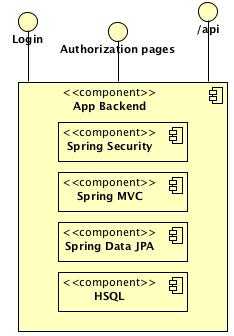 Login
Authorization pages
/api
<<component>>
App Backend
<<component>>
Spring Security
<<component>>
Spring MVC
<<component>>
Spring Data JPA
<<component>>
HSQL